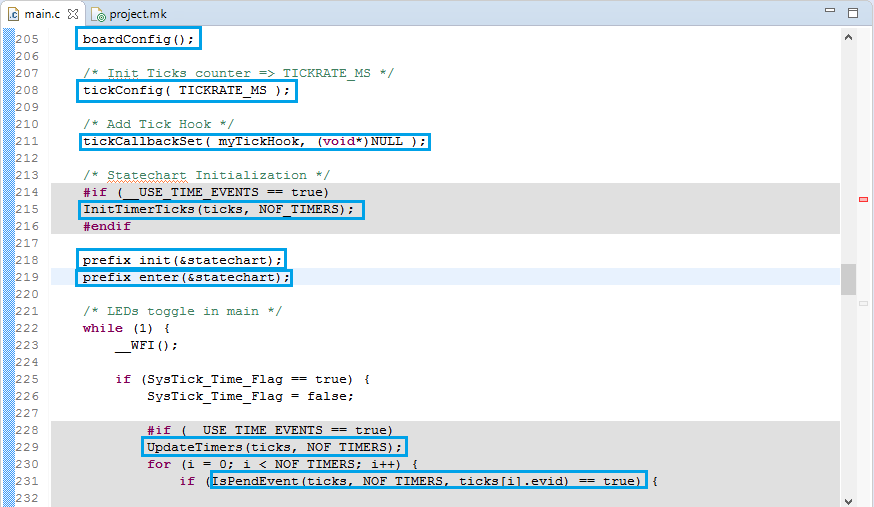 main.c project.mk
205 boardConfig();
206
207 /* Init Ticks counter => TICKRATE_MS */
208 tickConfig( TICKRATE_MS );
209
210 /* Add Tick Hook */
211 tickCallbackSet( myTickHook, (void*)NULL );
212
213 /* Statechart Initialization */
214 #if (__USE_TIME_EVENTS == true)
215 InitTimerTicks(ticks, NOF_TIMERS);
216 #endif
217
218 prefix init(&statechart);
219 prefix enter(&statechart);
220
221 /* LEDs toggle in main */
222 while (1) {
223 __WFI();
224
225 if (SysTick_Time_Flag == true) {
226 SysTick_Time_Flag = false;
227
228 #if (__USE_TIME_EVENTS == true)
229 UpdateTimers(ticks, NOF_TIMERS);
230 for (i = 0; i < NOF_TIMERS; i++) {
231 if (IsPendEvent(ticks, NOF_TIMERS, ticks[i].evid) == true) {
232